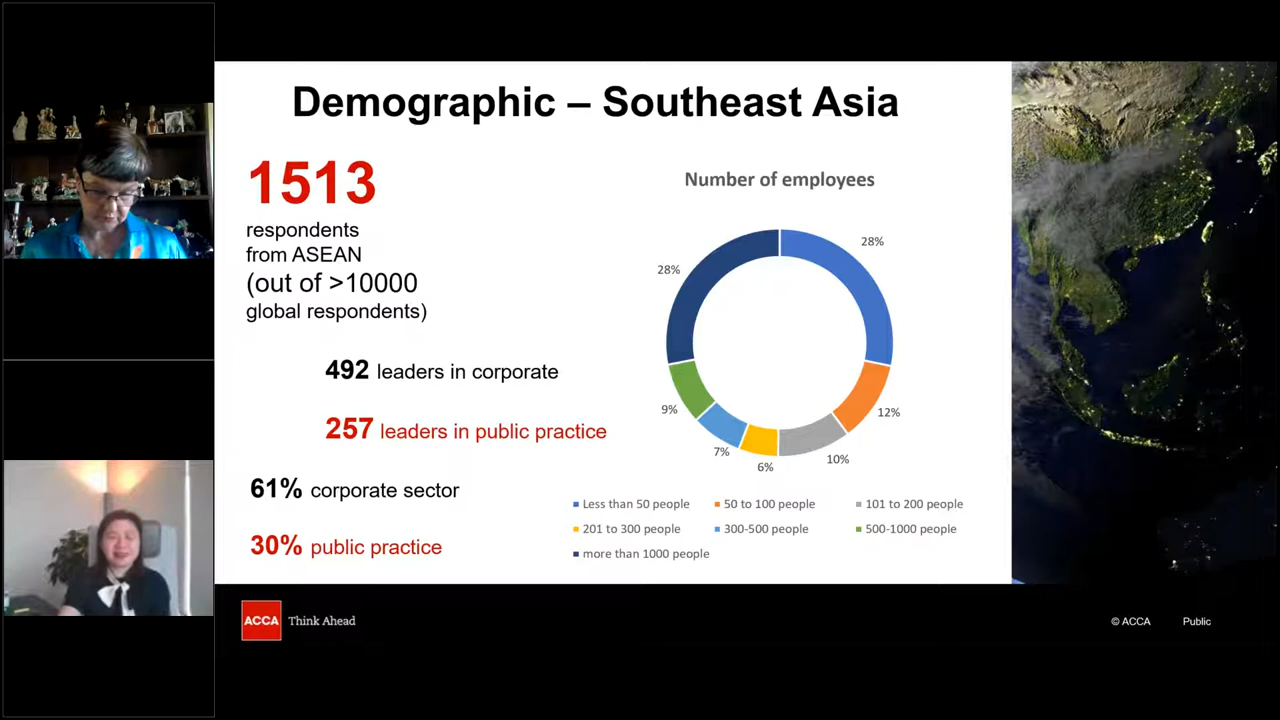 Demographic – Southeast Asia
1513
respondents
from ASEAN
(out of >10000
global respondents)
492 leaders in corporate
257 leaders in public practice
61% corporate sector
30% public practice
Number of employees
28%
28%
12%
9%
10%
7%
6%
Less than 50 people
50 to 100 people
101 to 200 people
201 to 300 people
300-500 people
500-1000 people
more than 1000 people
ACCA
Think Ahead
© ACCA
Public